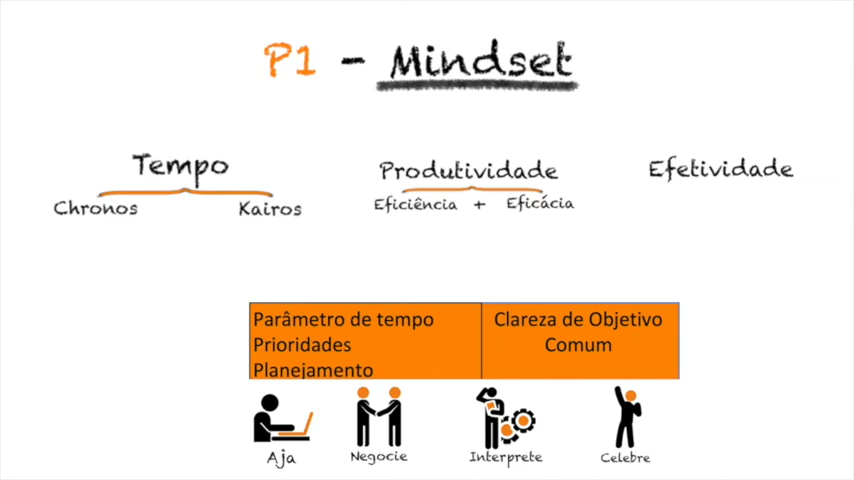 P1 - Mindset
Tempo
Chronos Kairos
Produtividade
Eficiência + Eficácia
Efetividade
Parâmetro de tempo
Prioridades
Planejamento
Clareza de Objetivo
Comum
Aja
Negocie
Interprete
Celebre